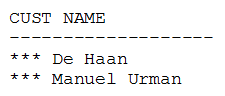 CUST NAME
-------------------
*** De Haan
*** Manuel Urman